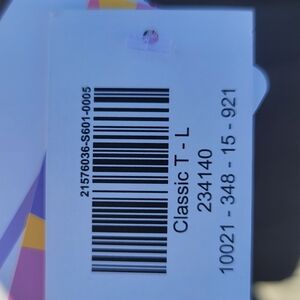 21576036-S601-0005
Classic T - L
234140
10021 - 348 - 15 - 921